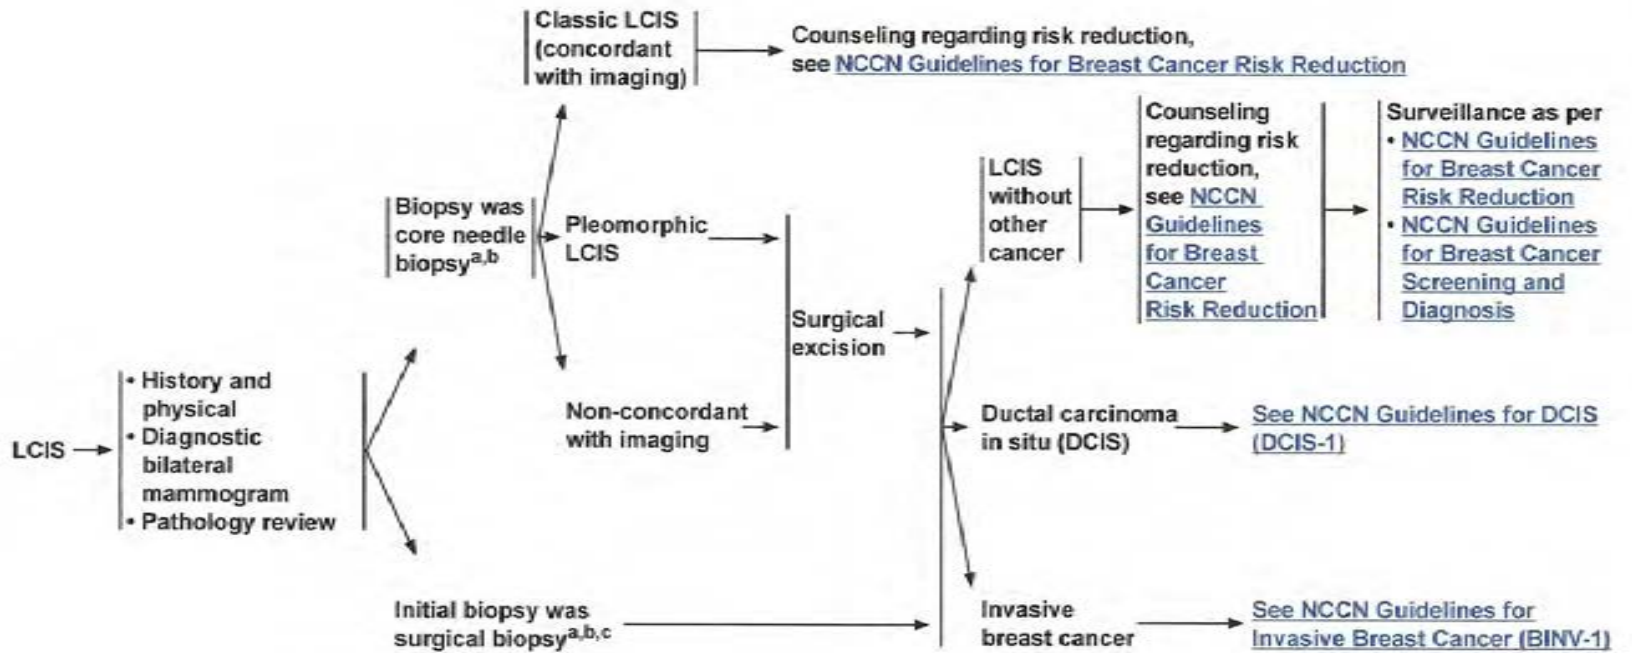 Classic LCIS
(concordant
with imaging)
Counseling regarding risk reduction,
see NCCN Guidelines for Breast Cancer Risk Reduction
Biopsy was
core needle
biopsya,b
Pleomorphic
LCIS
Non-concordant
with imaging
Surgical
excision
LCIS
• History and
physical
• Diagnostic
bilateral
mammogram
• Pathology review
Initial biopsy was
surgical biopsya,b,c
LCIS
without
other
cancer
Counseling
regarding risk
reduction,
see NCCN
Guidelines
for Breast
Cancer
Risk Reduction
Surveillance as per
• NCCN Guidelines
for Breast Cancer
Risk Reduction
• NCCN Guidelines
for Breast Cancer
Screening and
Diagnosis
Ductal carcinoma
in situ (DCIS)
See NCCN Guidelines for DCIS
(DCIS-1)
Invasive
breast cancer
See NCCN Guidelines for
Invasive Breast Cancer (BINV-1)